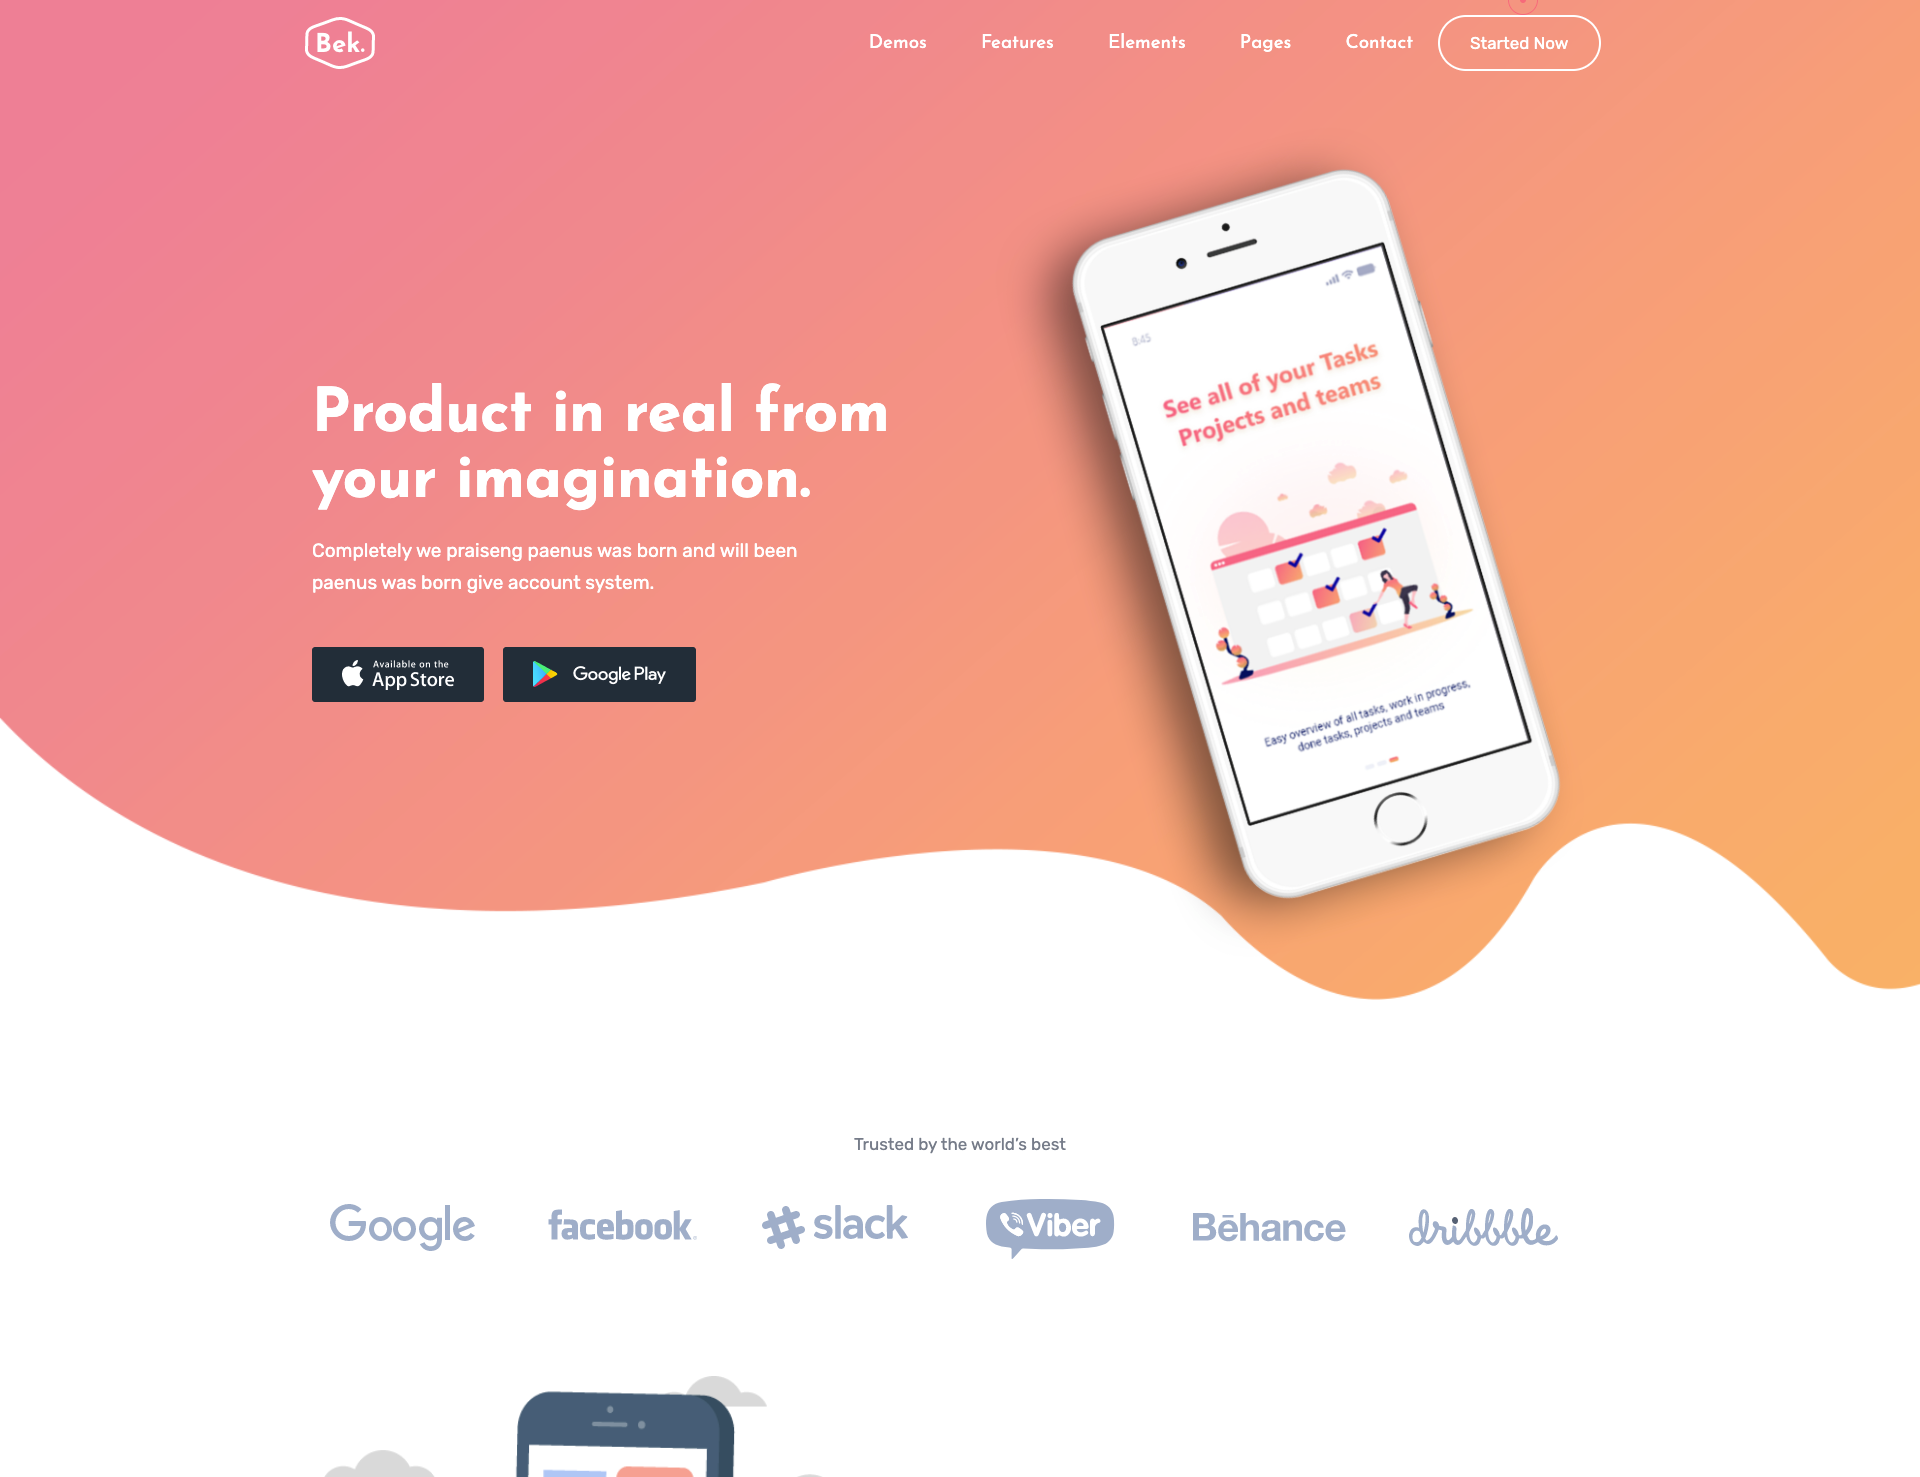 Bek.
Demos
Features
Elements
Pages
Contact
Started Now
8:45
See all of your Tasks
Projects and teams
Easy overview of all tasks, work in progress,
done tasks, projects and teams
Product in real from
your imagination.
Completely we praiseng paenus was born and will been
paenus was born give account system.
Available on the
App Store
Google Play
Trusted by the world's best
Google
facebook
slack
Viber
Bēhance
dribbble